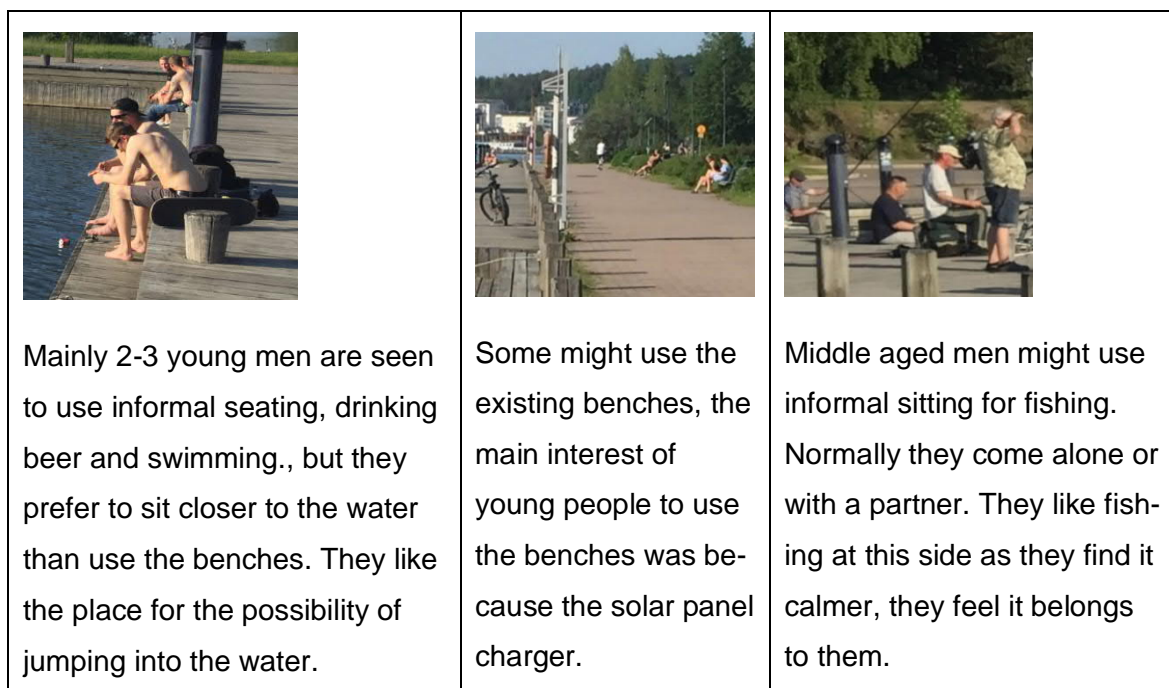 Mainly 2-3 young men are seen
to use informal seating, drinking
beer and swimming., but they
prefer to sit closer to the water
than use the benches. They like
the place for the possibility of
jumping into the water.
Some might use the
existing benches, the
main interest of
young people to use
the benches was be-
cause the solar panel
charger.
Middle aged men might use
informal sitting for fishing.
Normally they come alone or
with a partner. They like fish-
ing at this side as they find it
calmer, they feel it belongs
to them.